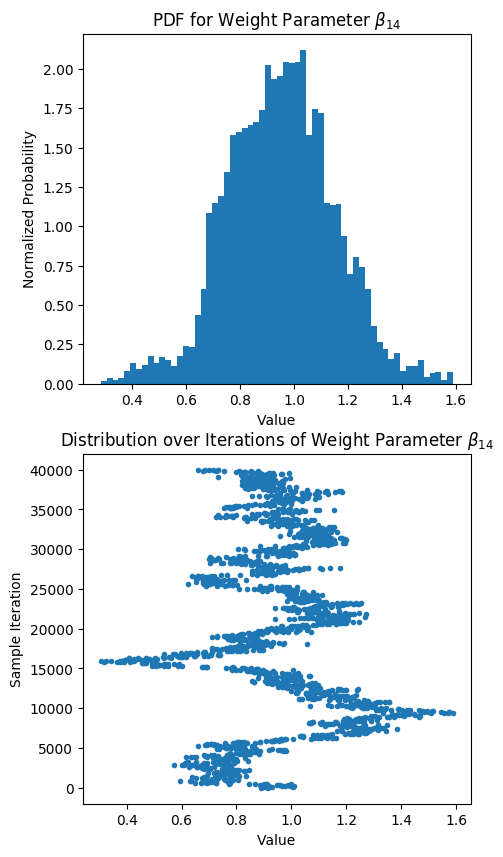 PDF for Weight Parameter β₁₄
2.00
1.75
1.50
1.25
1.00
0.75
0.50
0.25
0.00
Normalized Probability
0.4 0.6 0.8 1.0 1.2 1.4 1.6
Value
Distribution over Iterations of Weight Parameter β₁₄
40000
35000
30000
25000
20000
15000
10000
5000
0
Sample Iteration
0.4 0.6 0.8 1.0 1.2 1.4 1.6
Value